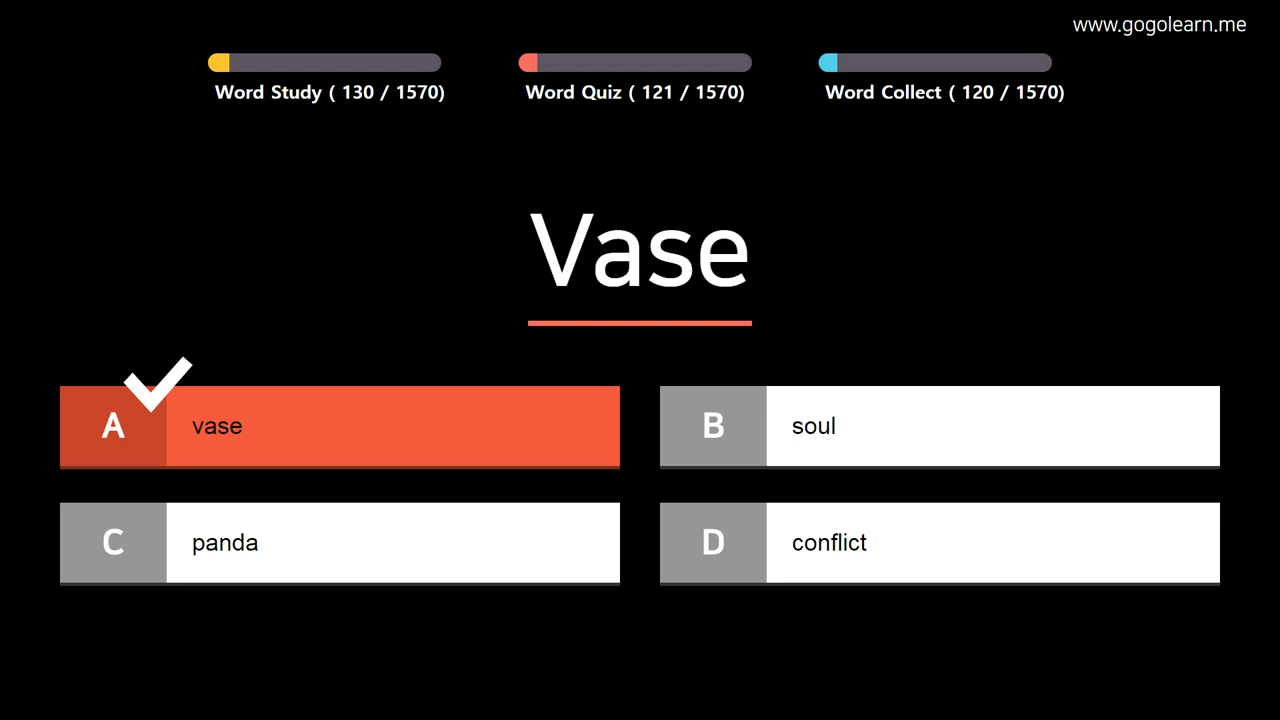 www.gogolearn.me
Word Study ( 130 / 1570)
Word Quiz ( 121 / 1570)
Word Collect ( 120 / 1570)
Vase
A
vase
B
soul
C
panda
D
conflict